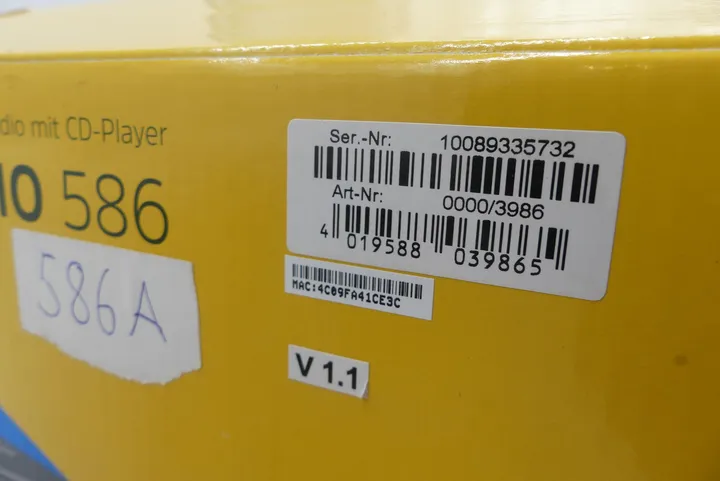 dio mit CD-Player
IO 586
586A
Ser.-Nr: 10089335732
Art-Nr: 0000/3986
4 019588 039865
MAC:4C09FA41CE3C
V 1.1